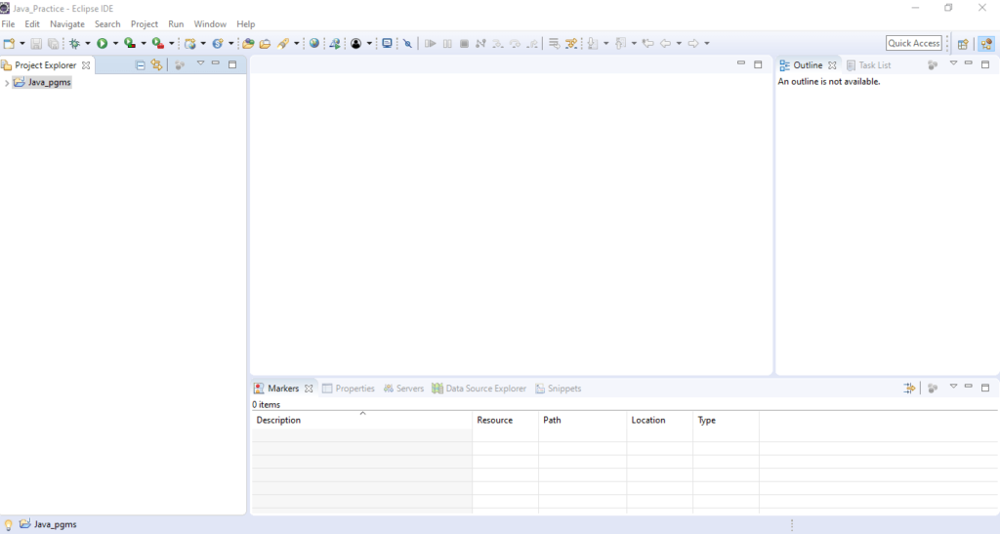 Java_Practice - Eclipse IDE
File Edit Navigate Search Project Run Window Help
Quick Access
Project Explorer
Java_pgms
Outline Task List
An outline is not available.
Markers Properties Servers Data Source Explorer Snippets
0 items
Description Resource Path Location Type
Java_pgms